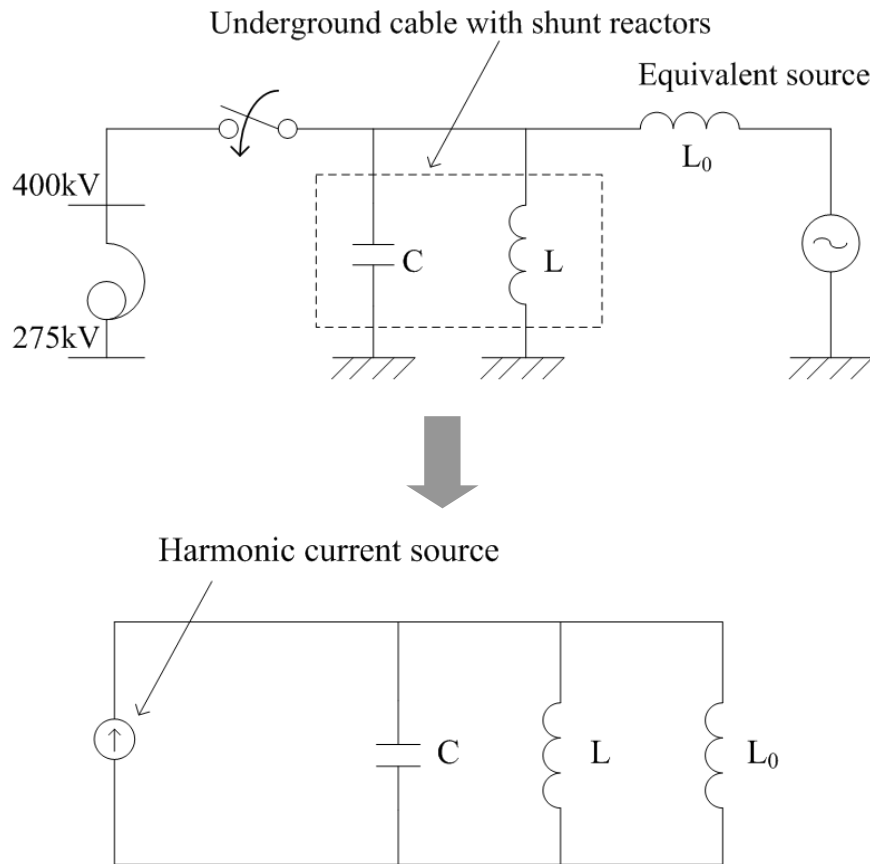 Underground cable with shunt reactors
Equivalent source
L₀
400kV
C
L
275kV
Harmonic current source
C
L
L₀